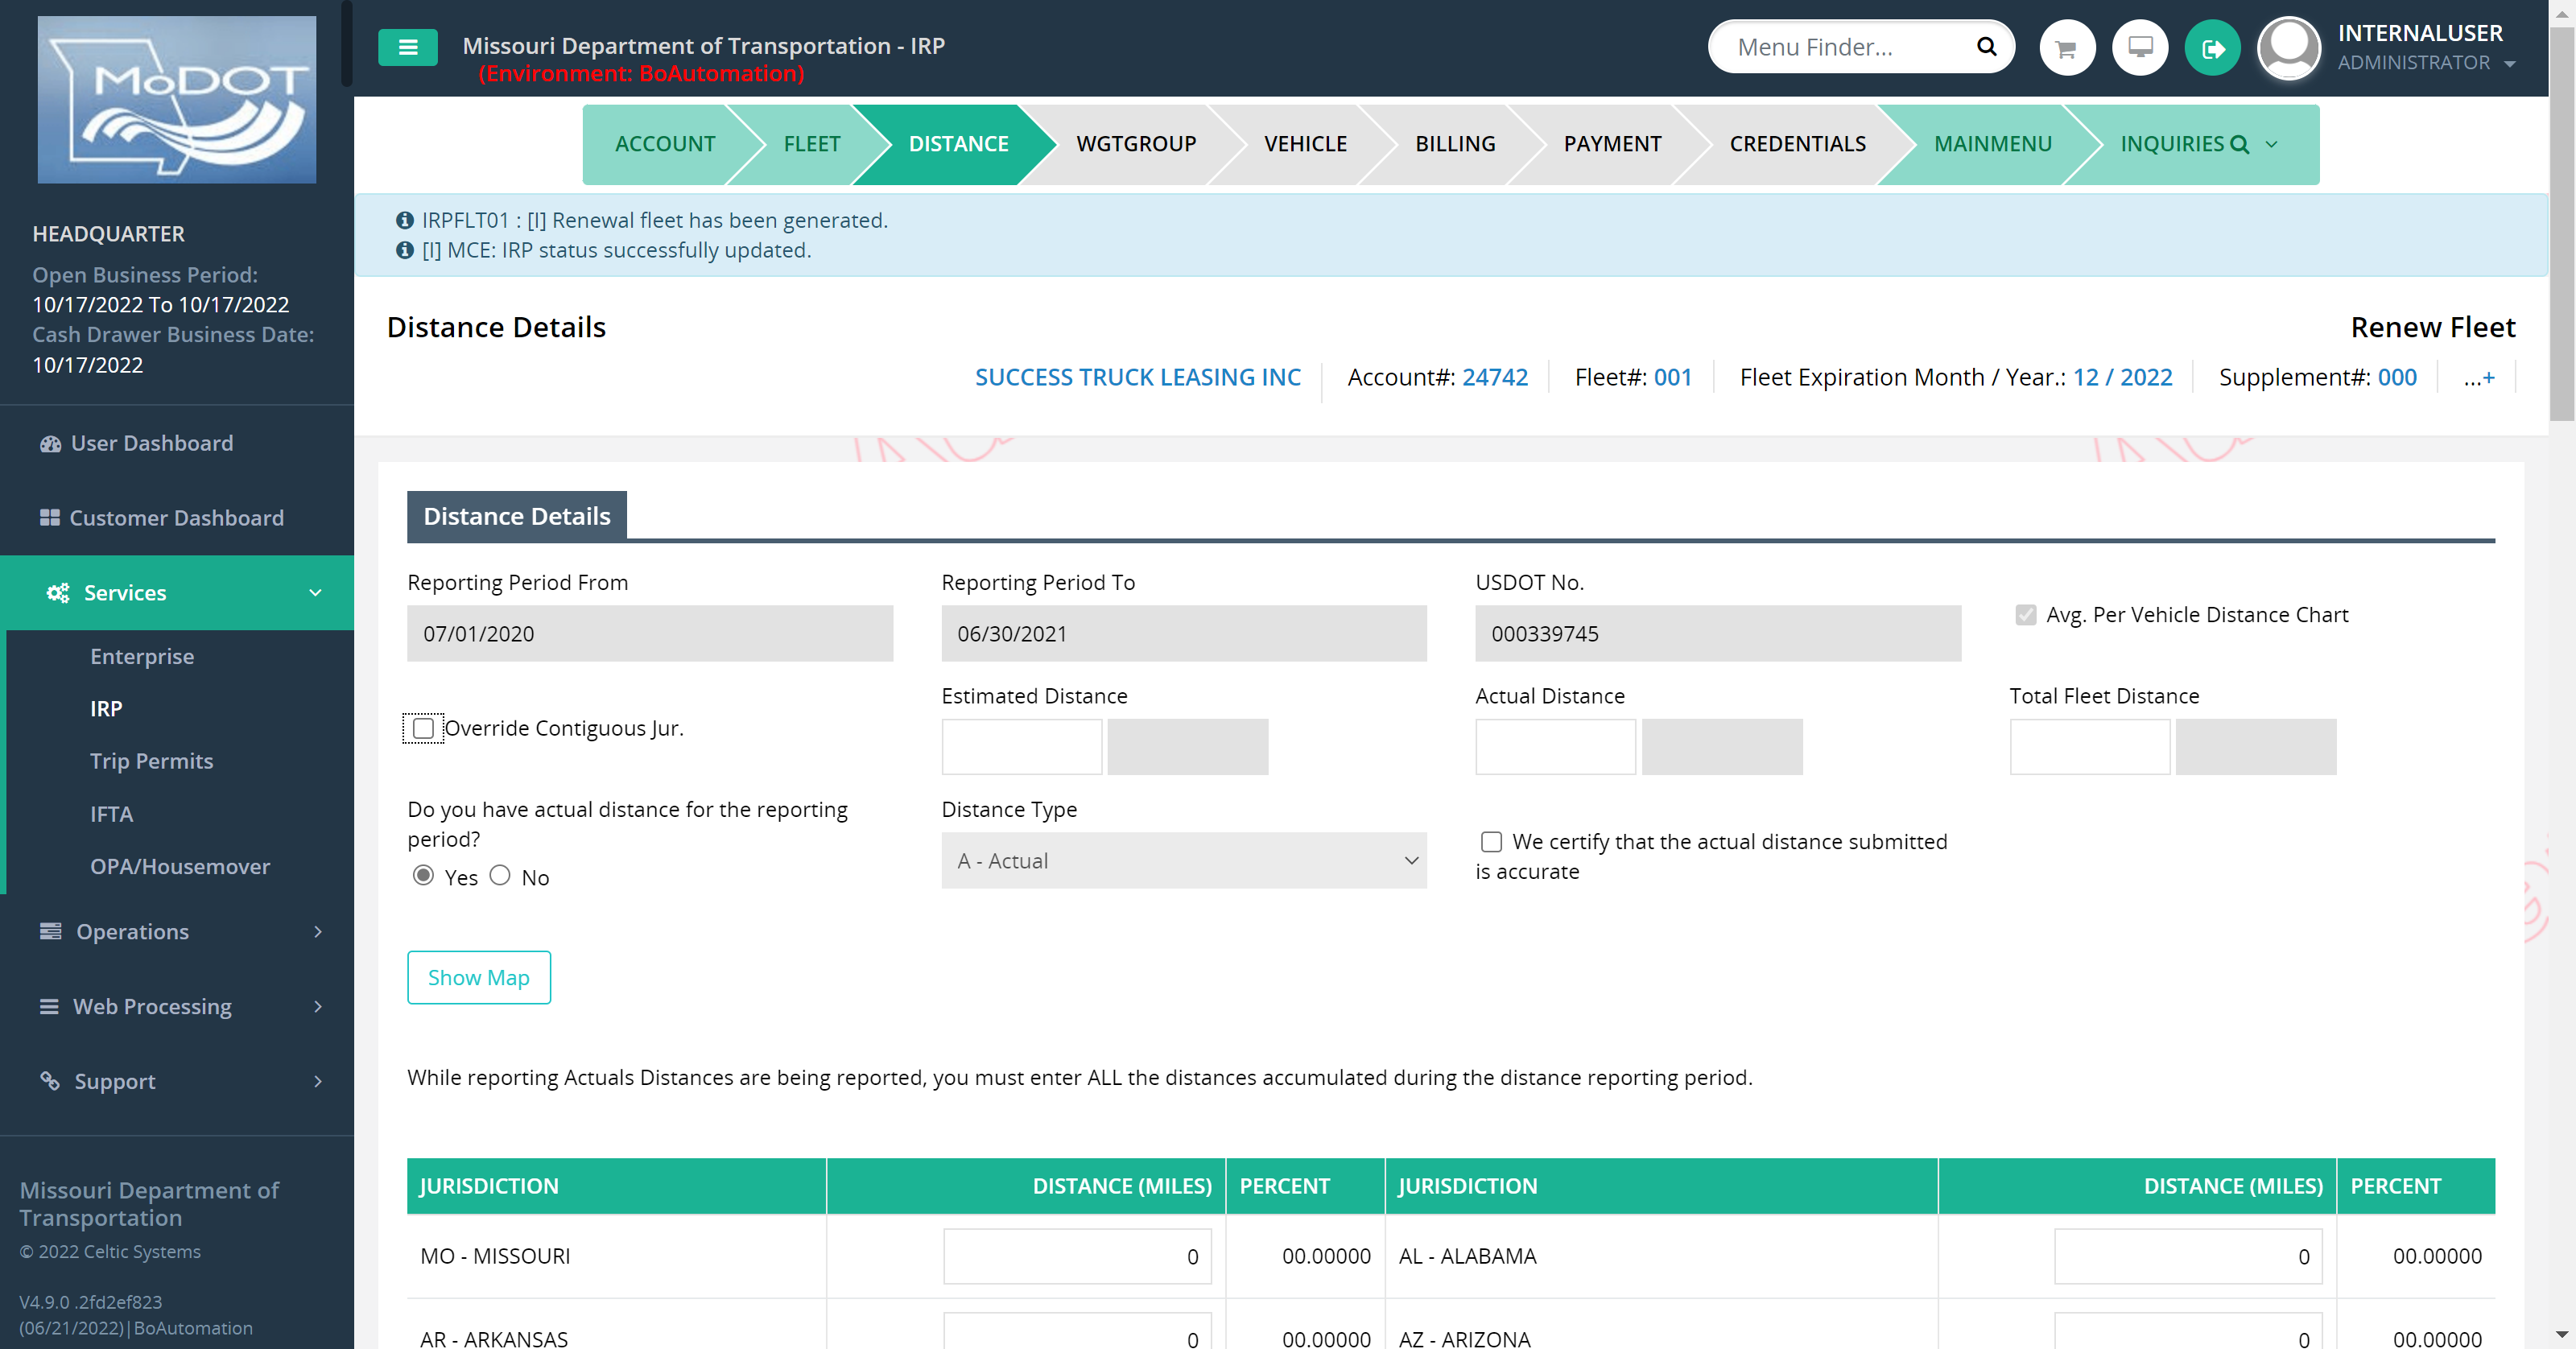 MoDOT
Missouri Department of Transportation - IRP
(Environment: BoAutomation)
Menu Finder...
INTERNALUSER
ADMINISTRATOR
HEADQUARTER
Open Business Period:
10/17/2022 To 10/17/2022
Cash Drawer Business Date:
10/17/2022
User Dashboard
Customer Dashboard
Services
Enterprise
IRP
Trip Permits
IFTA
OPA/Housemover
Operations
Web Processing
Support
Missouri Department of
Transportation
© 2022 Celtic Systems
V4.9.0 .2fd2ef823
(06/21/2022)|BoAutomation
ACCOUNT FLEET DISTANCE WGTGROUP VEHICLE BILLING PAYMENT CREDENTIALS MAINMENU INQUIRIES
IRPFLT01 : [I] Renewal fleet has been generated.
[I] MCE: IRP status successfully updated.
Distance Details
Renew Fleet
SUCCESS TRUCK LEASING INC Account#: 24742 Fleet#: 001 Fleet Expiration Month / Year.: 12 / 2022 Supplement#: 000 ...+
Distance Details
Reporting Period From Reporting Period To USDOT No.
07/01/2020 06/30/2021 000339745 Avg. Per Vehicle Distance Chart
Estimated Distance Actual Distance Total Fleet Distance
Override Contiguous Jur.
Do you have actual distance for the reporting
period?
Yes No
Distance Type
A - Actual
We certify that the actual distance submitted
is accurate
Show Map
While reporting Actuals Distances are being reported, you must enter ALL the distances accumulated during the distance reporting period.
JURISDICTION DISTANCE (MILES) PERCENT JURISDICTION DISTANCE (MILES) PERCENT
MO - MISSOURI 0 00.00000 AL - ALABAMA 0 00.00000
AR - ARKANSAS 0 00.00000 AZ - ARIZONA 0 00.00000